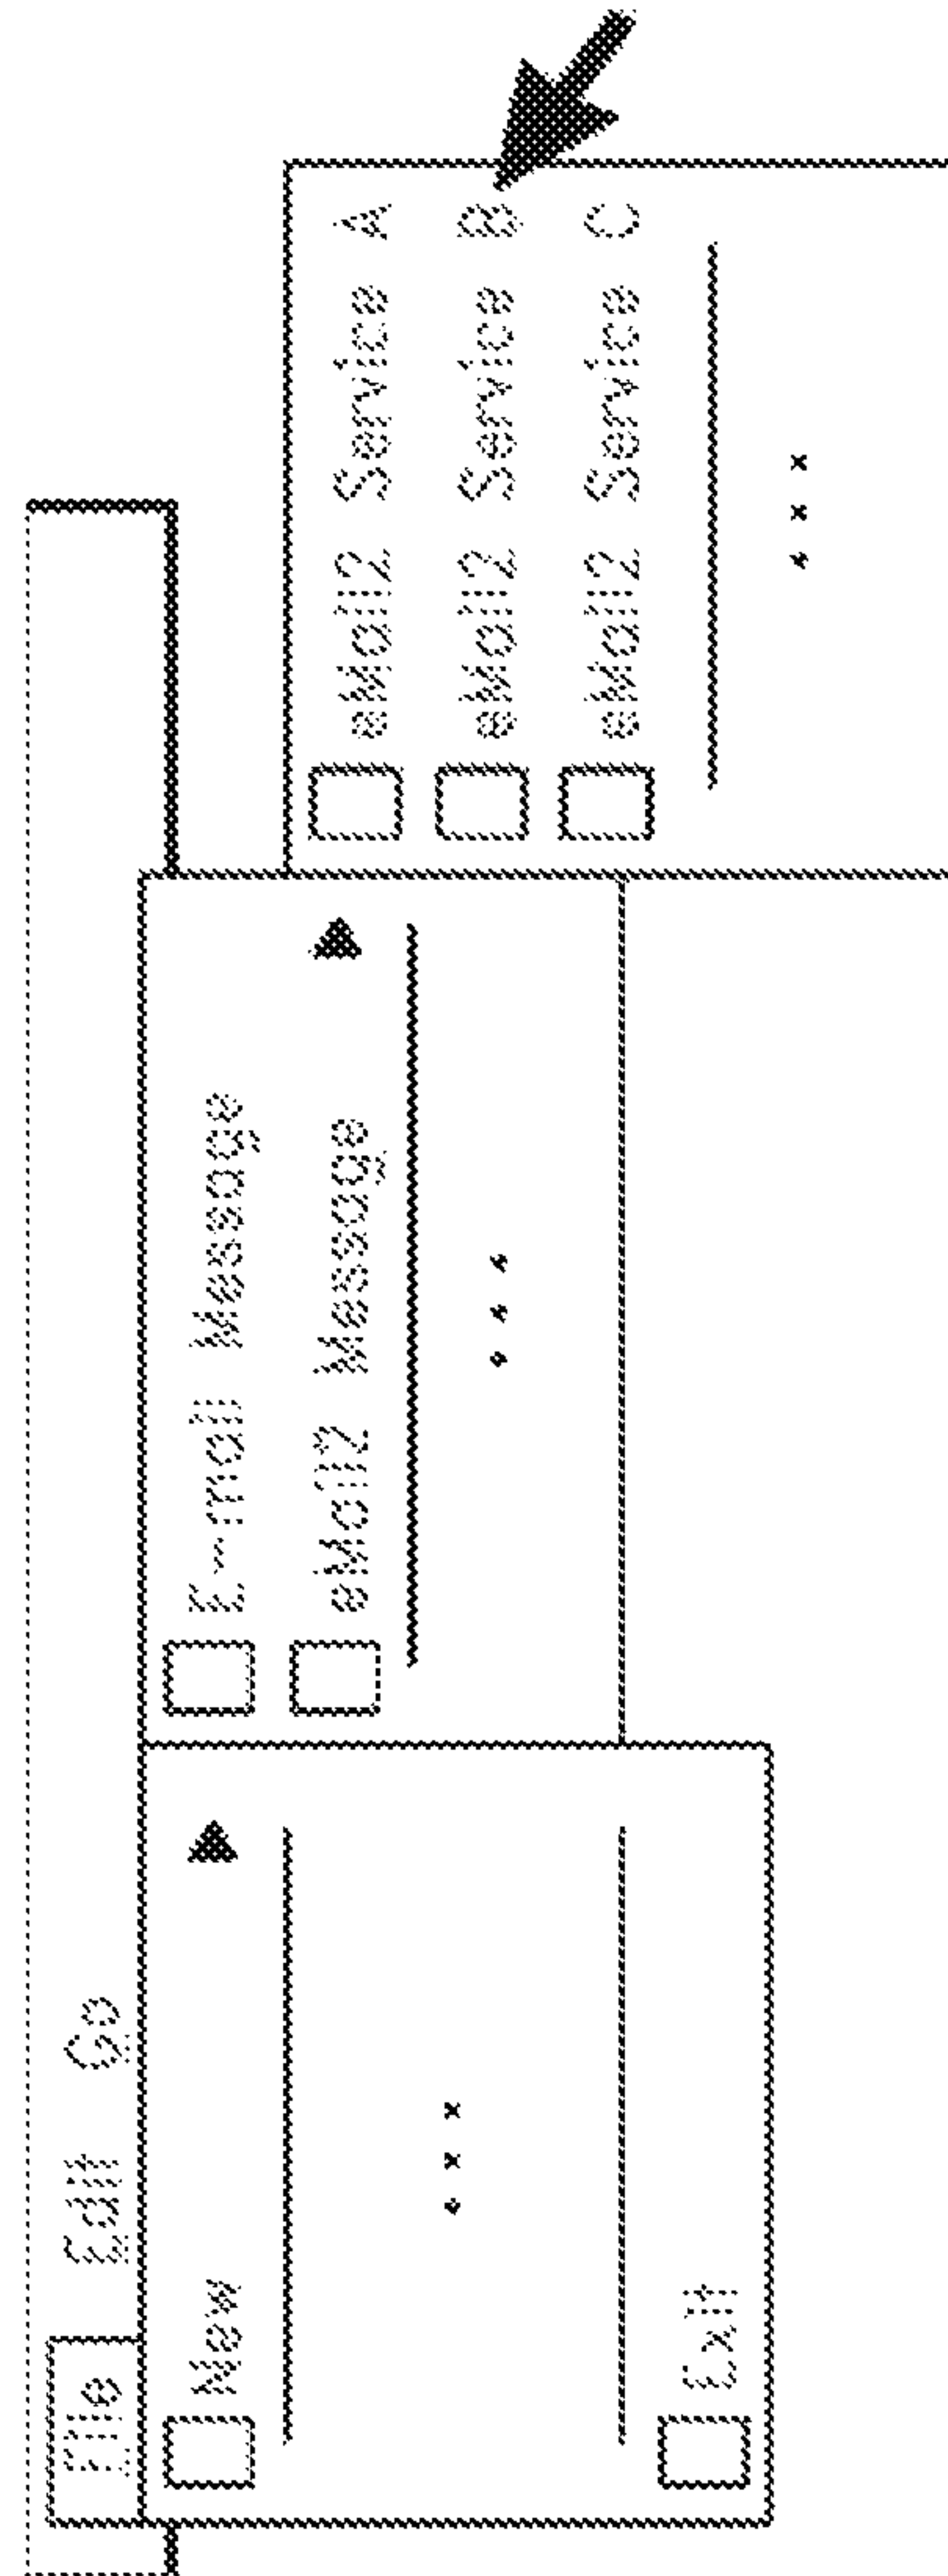 File Edit Go
New
Exit
E-mail Message
eMail2 Message
eMail2 Service A
eMail2 Service B
eMail2 Service C